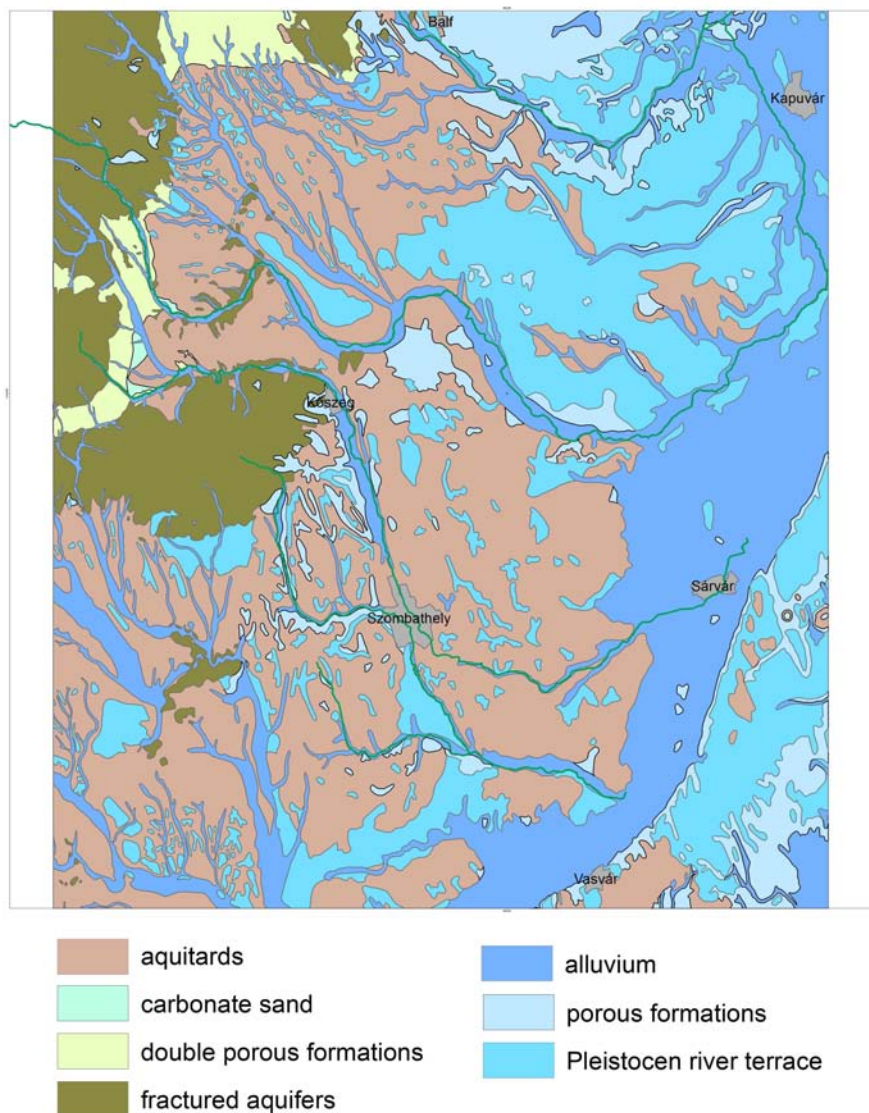 Balf
Kapuvár
Kőszeg
Sárvár
Szombathely
Vasvár
aquitards
carbonate sand
double porous formations
fractured aquifers
alluvium
porous formations
Pleistocen river terrace